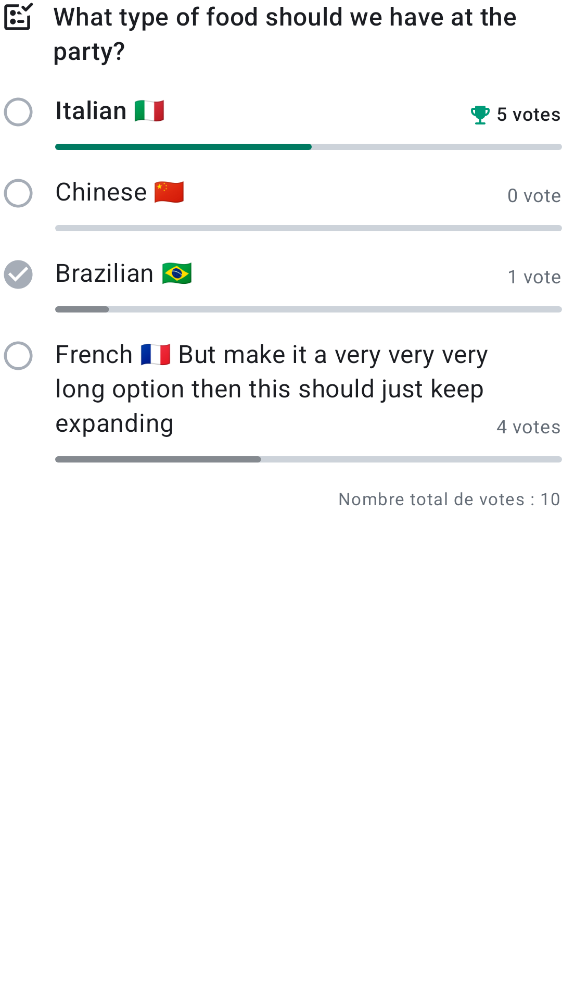 What type of food should we have at the
party?
Italian 🇮🇹 5 votes
Chinese 🇨🇳 0 vote
Brazilian 🇧🇷 1 vote
French 🇫🇷 But make it a very very very
long option then this should just keep
expanding 4 votes
Nombre total de votes : 10